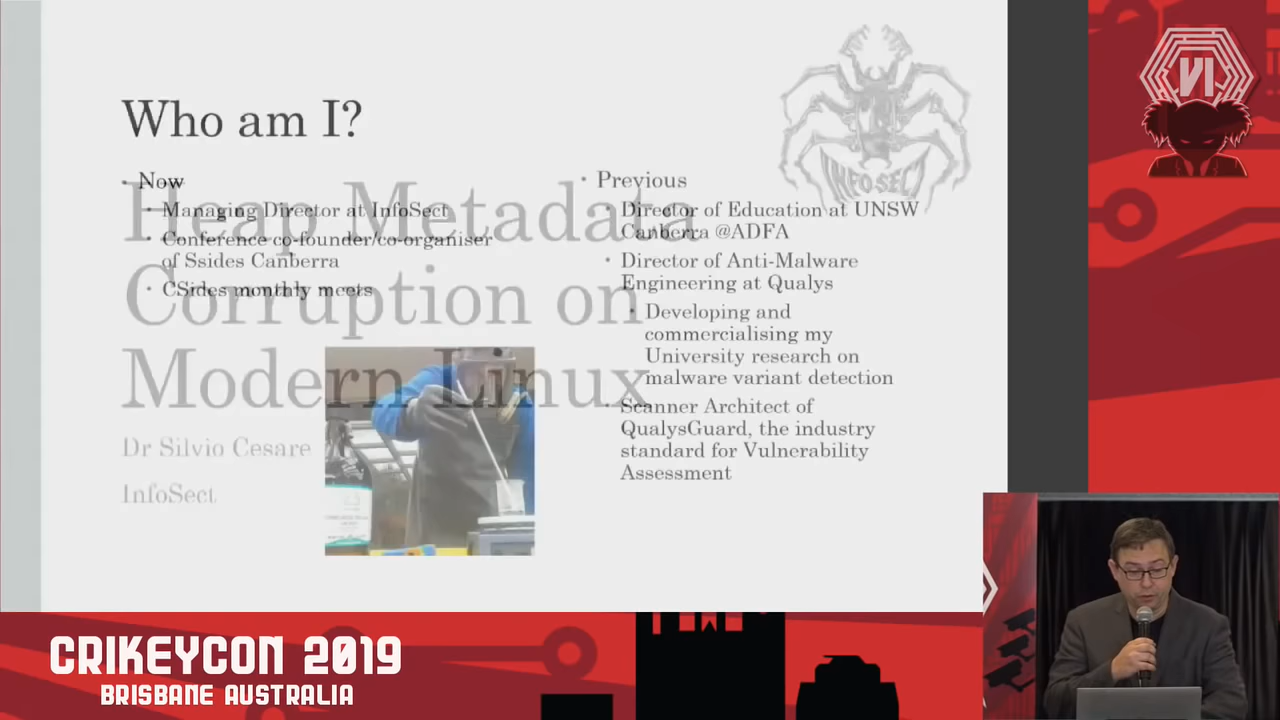 Who am I?
Now
Managing Director at InfoSect
Conference co-founder/co-organiser
of Ssides Canberra
CSides monthly meets
Previous
Director of Education at UNSW
Canberra @ADFA
Director of Anti-Malware
Engineering at Qualys
Developing and
commercialising my
University research on
malware variant detection
Scanner Architect of
QualysGuard, the industry
standard for Vulnerability
Assessment
Heap Metadata
Corruption on
Modern Linux
Dr Silvio Cesare
InfoSect
INFOSECT
VI
CRIKEYCON 2019
BRISBANE AUSTRALIA